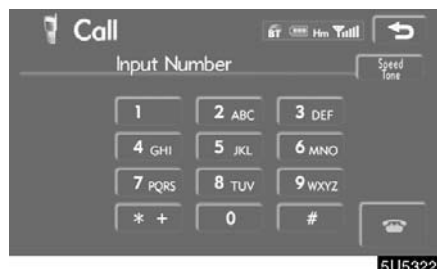 Call
BT Hm
Input Number
Speed
Tone
1 2 ABC 3 DEF
4 GHI 5 JKL 6 MNO
7 PQRS 8 TUV 9 WXYZ
* + 0 #
5U5322